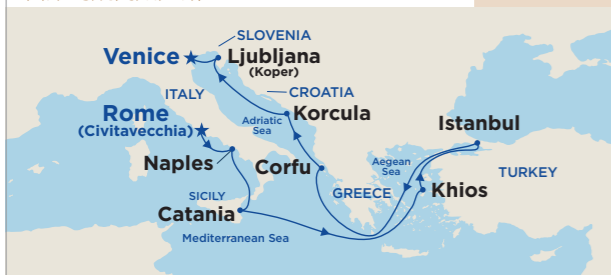 SLOVENIA
Venice
Ljubljana
(Koper)
ITALY
CROATIA
Rome
(Civitavecchia)
Adriatic
Sea
Korcula
Istanbul
Naples
Corfu
Aegean
Sea
TURKEY
SICILY
GREECE
Khios
Catania
Mediterranean Sea